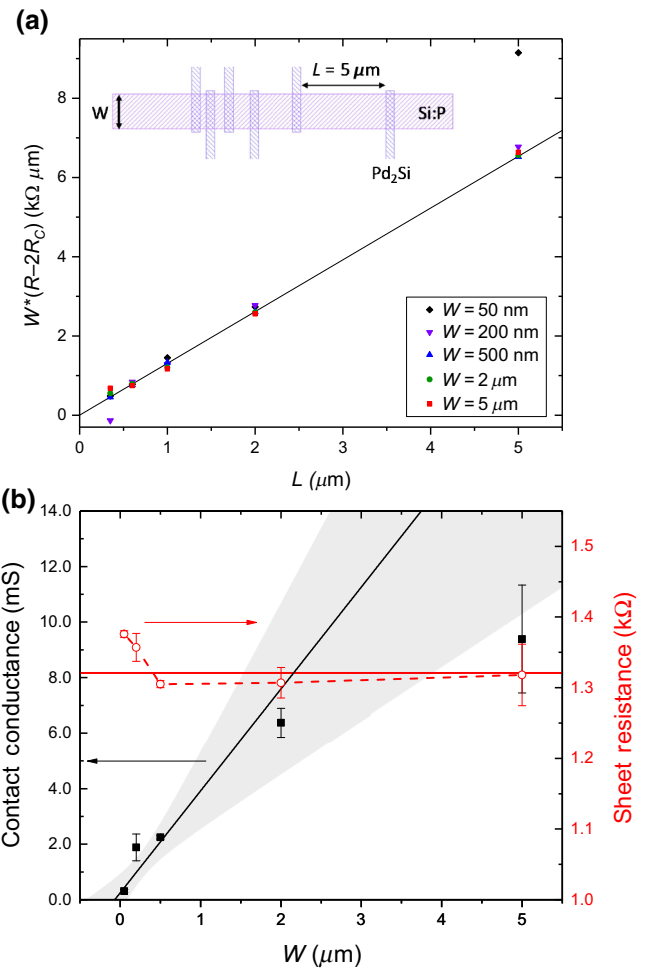 (a)
W*(R−2R_C) (kΩ μm)
8
6
4
2
0
L = 5 μm
W
Si:P
Pd₂Si
W = 50 nm
W = 200 nm
W = 500 nm
W = 2 μm
W = 5 μm
0 1 2 3 4 5
L (μm)
(b)
Contact conductance (mS)
14.0
12.0
10.0
8.0
6.0
4.0
2.0
0.0
1.5
1.4
1.3
1.2
1.1
1.0
Sheet resistance (kΩ)
0 1 2 3 4 5
W (μm)